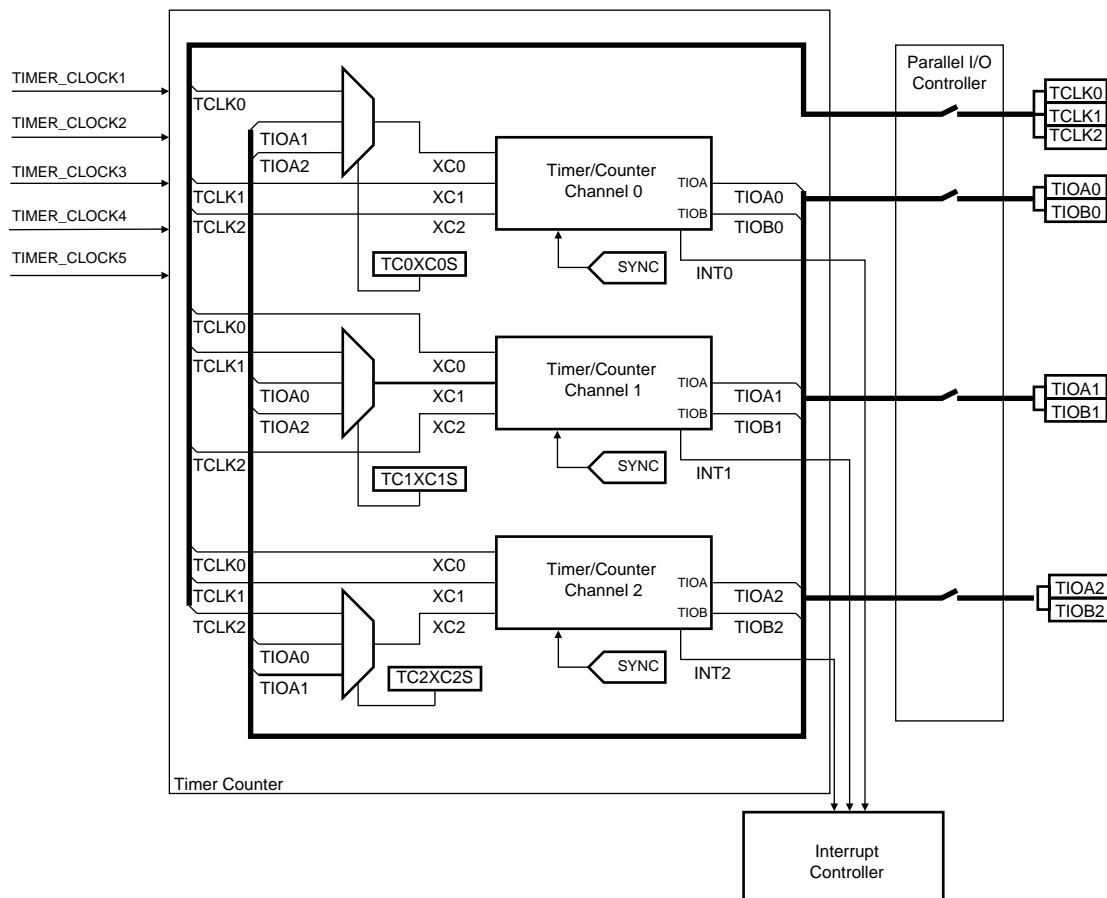 Parallel I/O
Controller
TIMER_CLOCK1
TCLK0
TCLK0
TCLK1
TCLK2
TIMER_CLOCK2
TIOA1
TIOA2
XC0
Timer/Counter
Channel 0
TIMER_CLOCK3
TCLK1
XC1
TIOA
TIOA0
TIOA0
TIOB0
TIMER_CLOCK4
TCLK2
XC2
TIOB
TIOB0
TIMER_CLOCK5
TC0XC0S
SYNC
INT0
TCLK0
TCLK1
XC0
Timer/Counter
Channel 1
TIOA0
XC1
TIOA
TIOA1
TIOA1
TIOB1
TIOA2
XC2
TIOB
TIOB1
TCLK2
TC1XC1S
SYNC
INT1
TCLK0
XC0
Timer/Counter
Channel 2
TCLK1
XC1
TIOA
TIOA2
TIOA2
TIOB2
TCLK2
XC2
TIOB
TIOB2
TIOA0
TIOA1
TC2XC2S
SYNC
INT2
Timer Counter
Interrupt
Controller